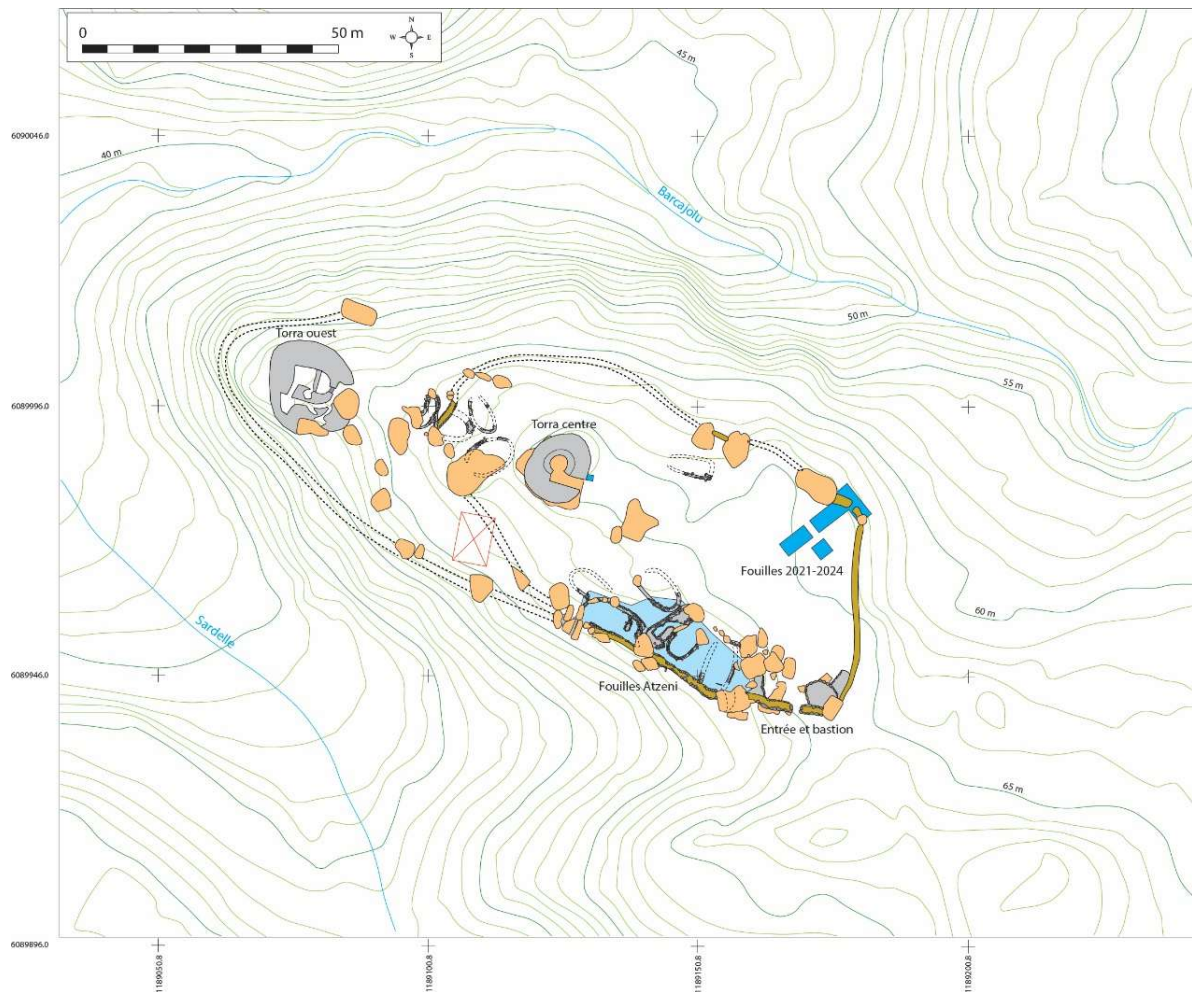 0
50 m
N
W
E
S
45 m
6090046.0
40 m
Barcajolu
50 m
Torra ouest
55 m
6089996.0
Torra centre
Fouilles 2021-2024
60 m
Sardelle
6089946.0
Fouilles Atzeni
Entrée et bastion
65 m
6089896.0
1189050.8
1189100.8
1189150.8
1189200.8